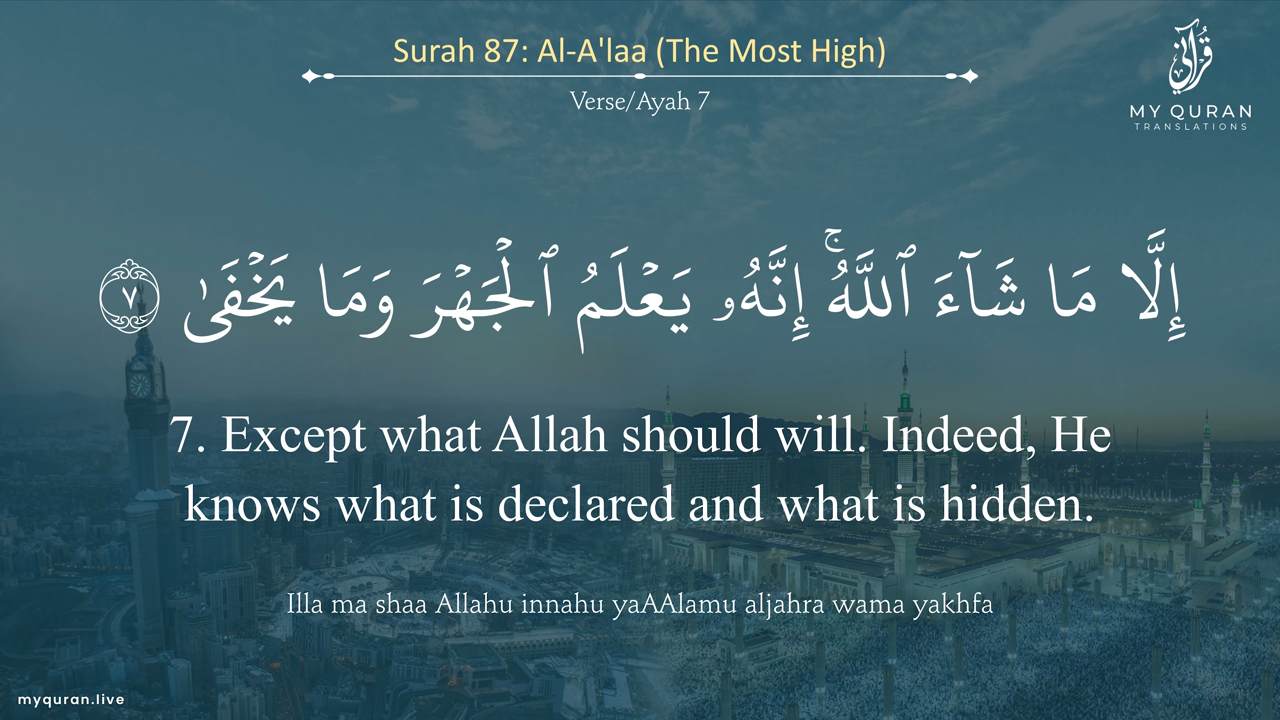 Surah 87: Al-A'laa (The Most High)
Verse/Ayah 7
قرآني
MY QURAN
TRANSLATIONS
إِلَّا مَا شَآءَ ٱللَّهُۚ إِنَّهُۥ يَعۡلَمُ ٱلۡجَهۡرَ وَمَا يَخۡفَىٰ ٧
7. Except what Allah should will. Indeed, He
knows what is declared and what is hidden.
Illa ma shaa Allahu innahu yaAAlamu aljahra wama yakhfa
myquran.live